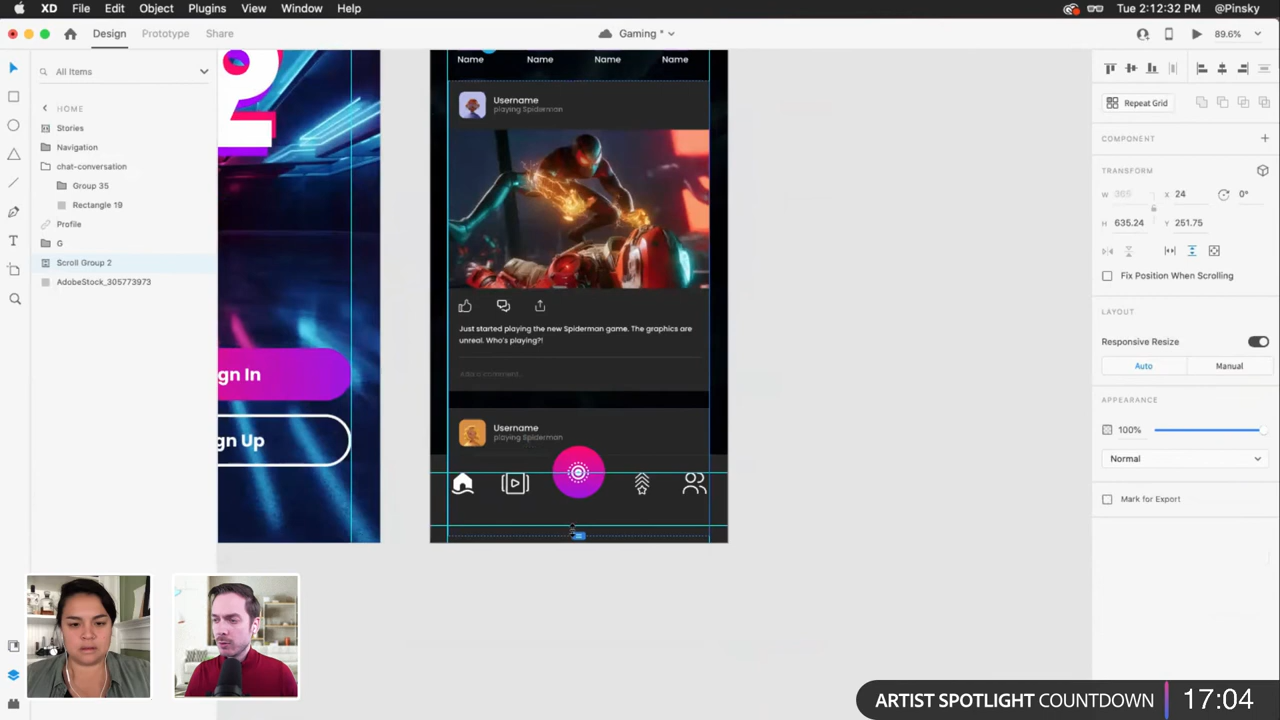 XD File Edit Object Plugins View Window Help
Tue 2:12:32 PM @Pinsky
Design Prototype Share
Gaming *
89.6%
All Items
HOME
Stories
Navigation
chat-conversation
Group 35
Rectangle 19
Profile
G
Scroll Group 2
AdobeStock_305773973
2
gn In
gn Up
Name Name Name Name
Username
playing Spiderman
Just started playing the new Spiderman game. The graphics are
unreal. Who's playing?!
Add a comment...
Username
playing Spiderman
Repeat Grid
COMPONENT
TRANSFORM
W 365 X 24 0°
H 635.24 Y 251.75
Fix Position When Scrolling
LAYOUT
Responsive Resize
Auto Manual
APPEARANCE
100%
Normal
Mark for Export
ARTIST SPOTLIGHT COUNTDOWN 17:04